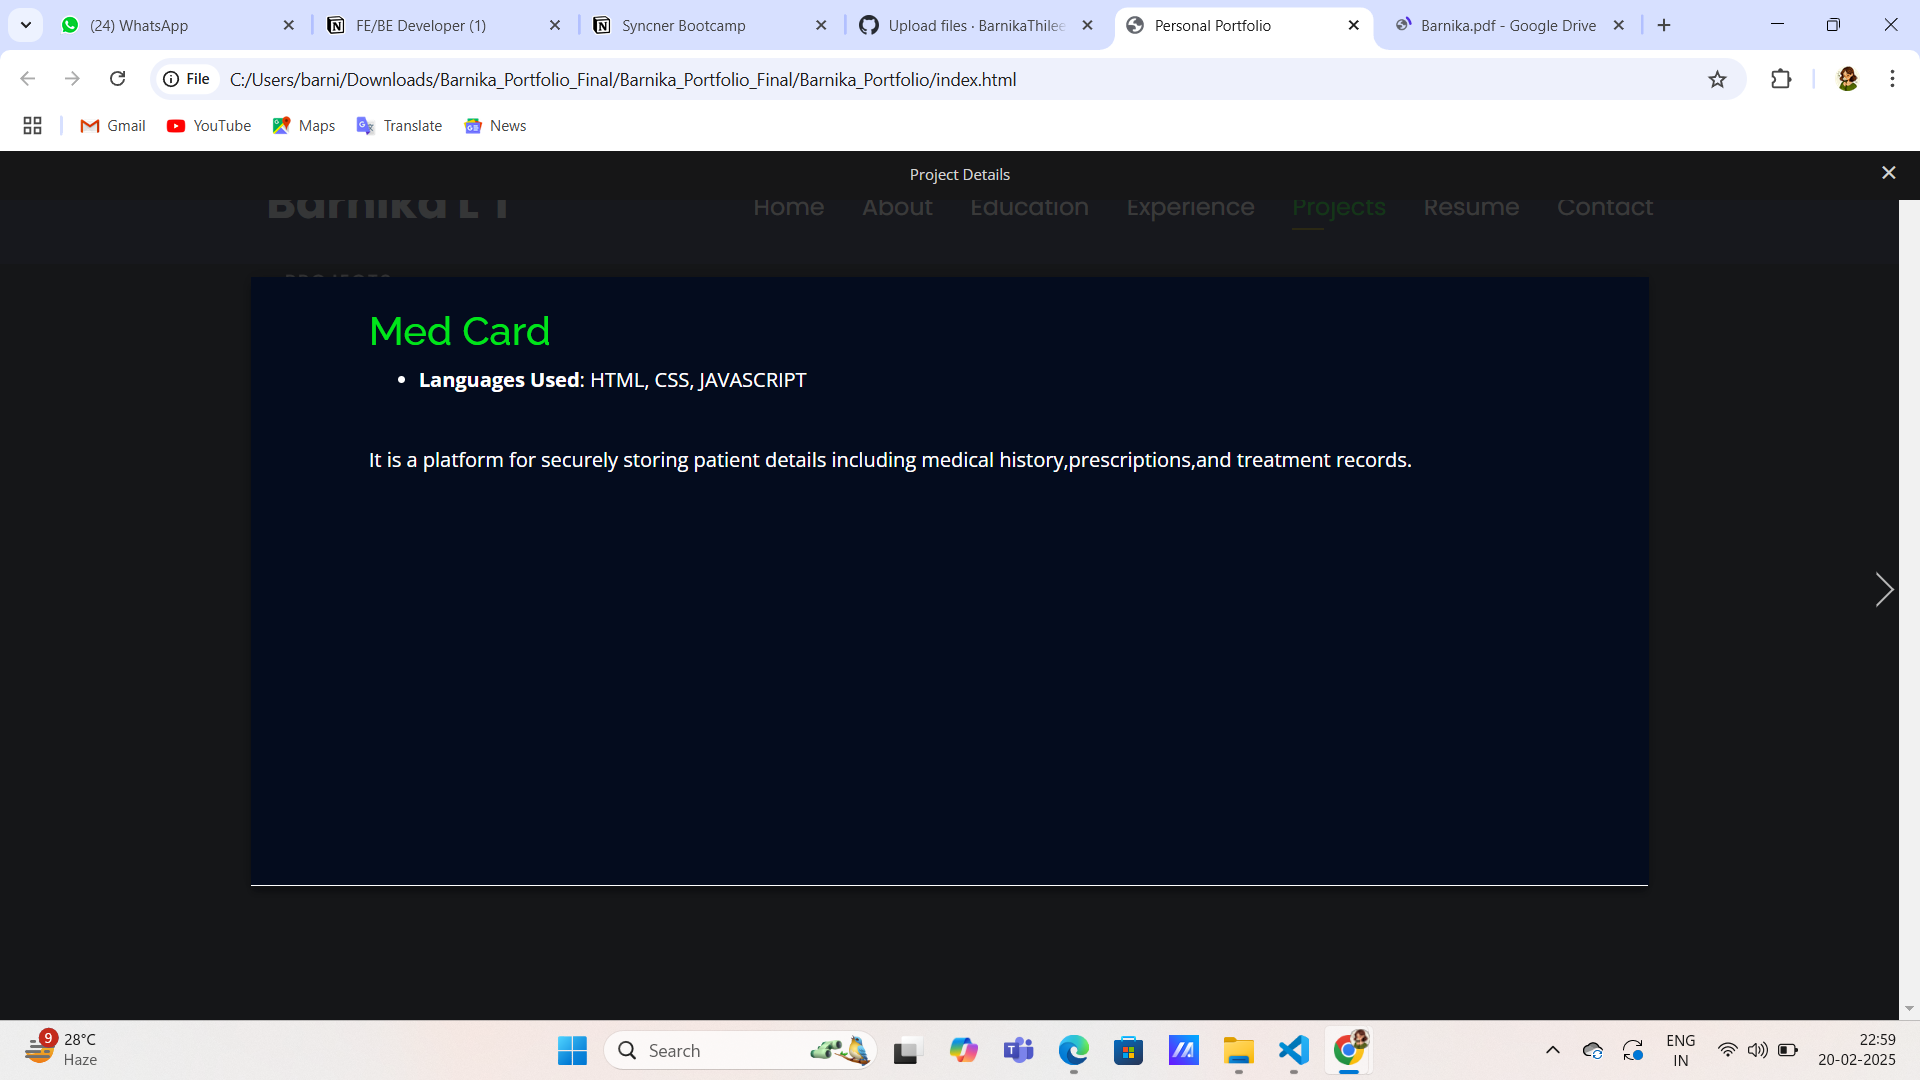 (24) WhatsApp
FE/BE Developer (1)
Syncner Bootcamp
Upload files · BarnikaThilee
Personal Portfolio
Barnika.pdf - Google Drive
File
C:/Users/barni/Downloads/Barnika_Portfolio_Final/Barnika_Portfolio_Final/Barnika_Portfolio/index.html
Gmail
YouTube
Maps
Translate
News
Project Details
Barnika L T
Home About Education Experience Projects Resume Contact
PROJECTS
Med Card
• Languages Used: HTML, CSS, JAVASCRIPT
It is a platform for securely storing patient details including medical history,prescriptions,and treatment records.
9
28°C
Haze
Search
ENG
IN
22:59
20-02-2025